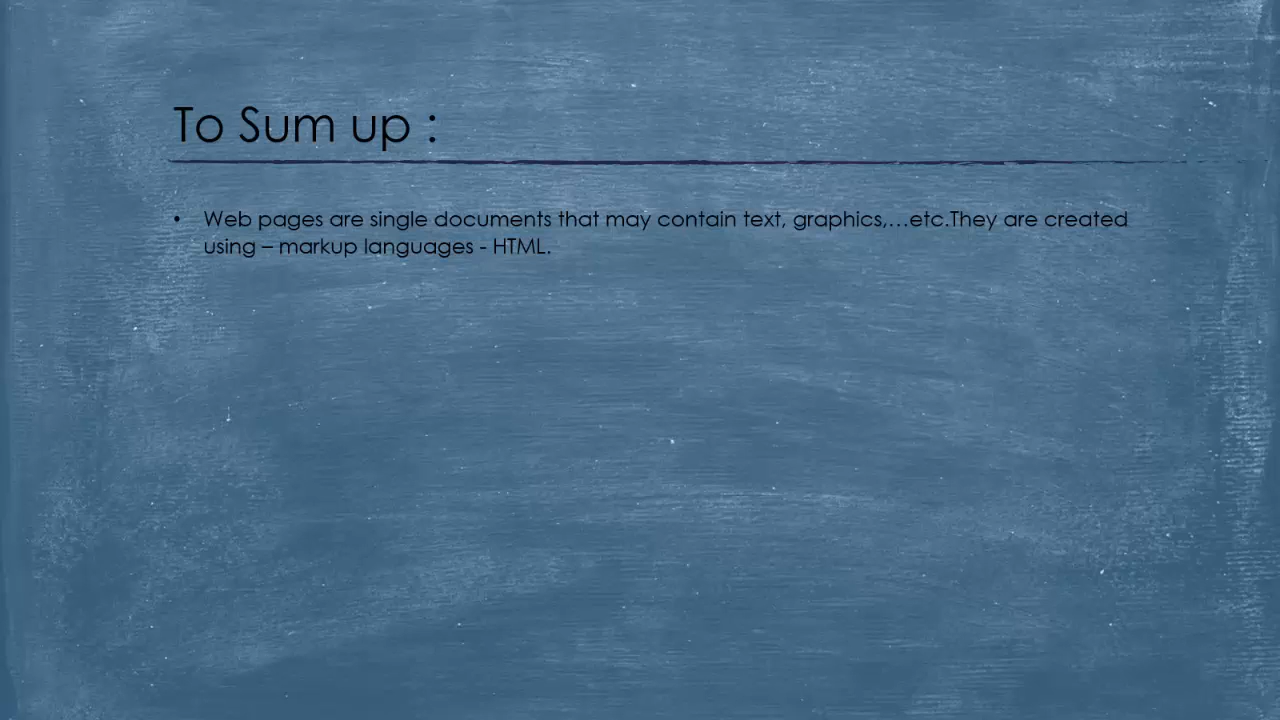 To Sum up :
• Web pages are single documents that may contain text, graphics,…etc.They are created
using – markup languages - HTML.